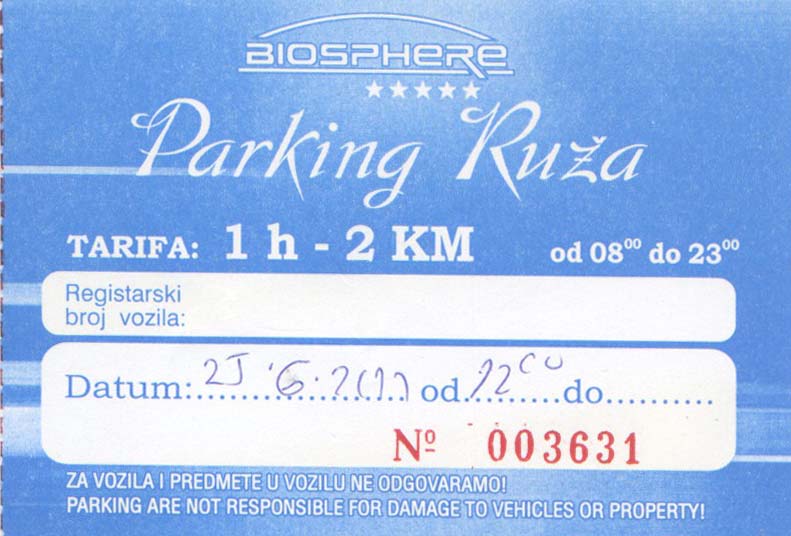 BIOSPHERE
Parking Ruža
TARIFA: 1 h - 2 KM od 08⁰⁰ do 23⁰⁰
Registarski
broj vozila:
Datum:.................... od 12.......... do..........
Nº 003631
ZA VOZILA I PREDMETE U VOZILU NE ODGOVARAMO!
PARKING ARE NOT RESPONSIBLE FOR DAMAGE TO VEHICLES OR PROPERTY!